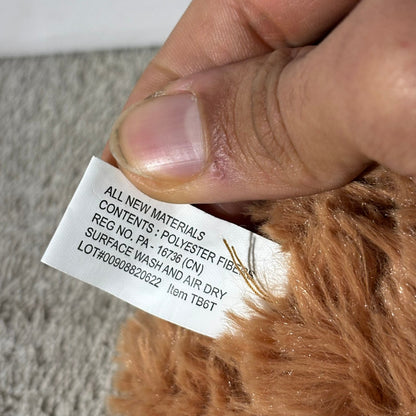 ALL NEW MATERIALS
CONTENTS : POLYESTER FIBERS
REG NO. PA - 16736 (CN)
SURFACE WASH AND AIR DRY
LOT#00908820622 Item TB6T